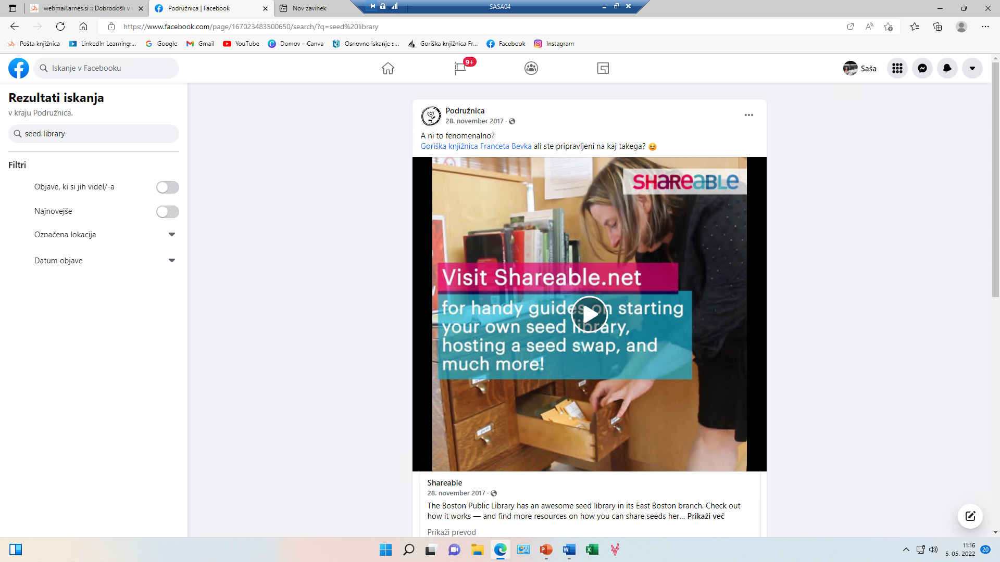 webmail.arnes.si :: Dobrodošli v
Podružnica | Facebook
Nov zavihek
SASA04
https://www.facebook.com/page/167023483500650/search/?q=seed%20library
Pošta knjižnica
LinkedIn Learning:...
Google
Gmail
YouTube
Domov – Canva
Osnovno iskanje ::...
Goriška knjižnica Fr...
Facebook
Instagram
Iskanje v Facebooku
9+
Saša
Rezultati iskanja
v kraju Podružnica.
seed library
Filtri
Objave, ki si jih videl/-a
Najnovejše
Označena lokacija
Datum objave
Podružnica
28. november 2017 ·
A ni to fenomenalno?
Goriška knjižnica Franceta Bevka ali ste pripravljeni na kaj takega? 😊
SHAREABLE
Visit Shareable.net
for handy guides on starting
your own seed library,
hosting a seed swap, and
much more!
Shareable
28. november 2017 ·
The Boston Public Library has an awesome seed library in its East Boston branch. Check out
how it works — and find more resources on how you can share seeds her... Prikaži več
Prikaži prevod
11:16
5. 05. 2022
20